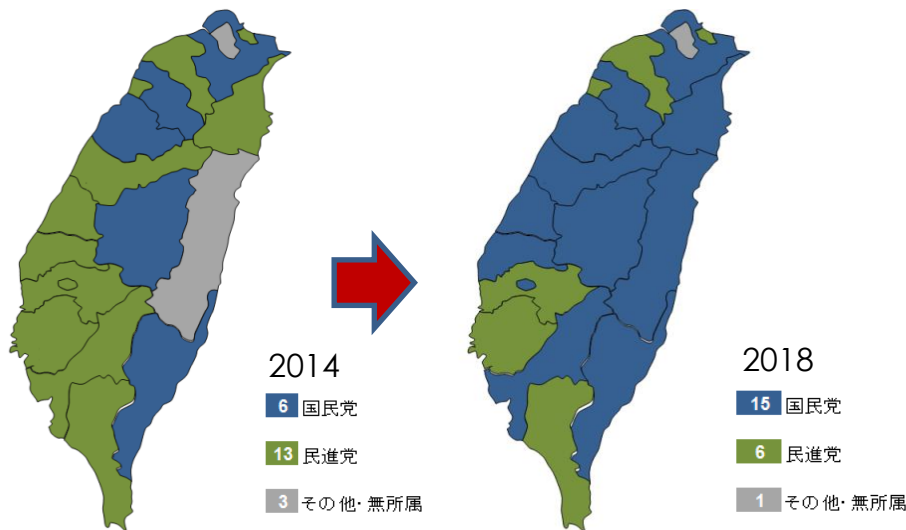 2014
6 国民党
13 民進党
3 その他・無所属
2018
15 国民党
6 民進党
1 その他・無所属